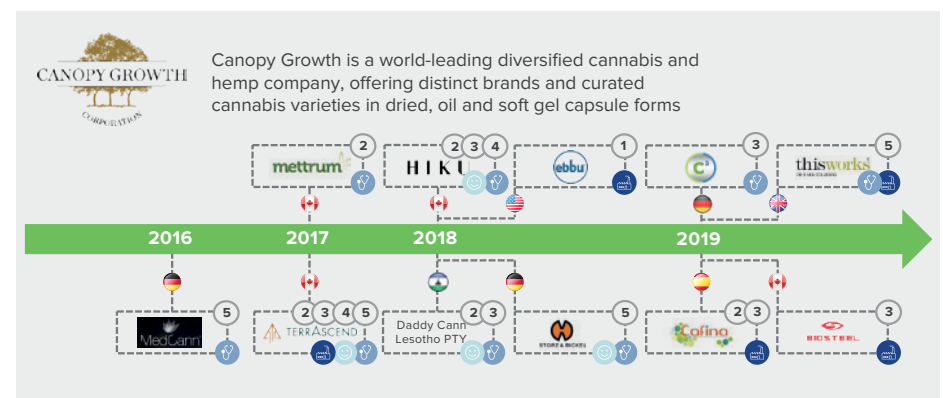 CANOPY GROWTH
CORPORATION
Canopy Growth is a world-leading diversified cannabis and
hemp company, offering distinct brands and curated
cannabis varieties in dried, oil and soft gel capsule forms
2
mettrum
2 3 4
HIKU
1
ebbu
3
C³
5
thisworks
2016 2017 2018 2019
5
MedCann
2 3 4 5
TERRASCEND
2 3
Daddy Cann
Lesotho PTY
5
STORZ & BICKEL
2 3
Cafina
3
BIOSTEEL